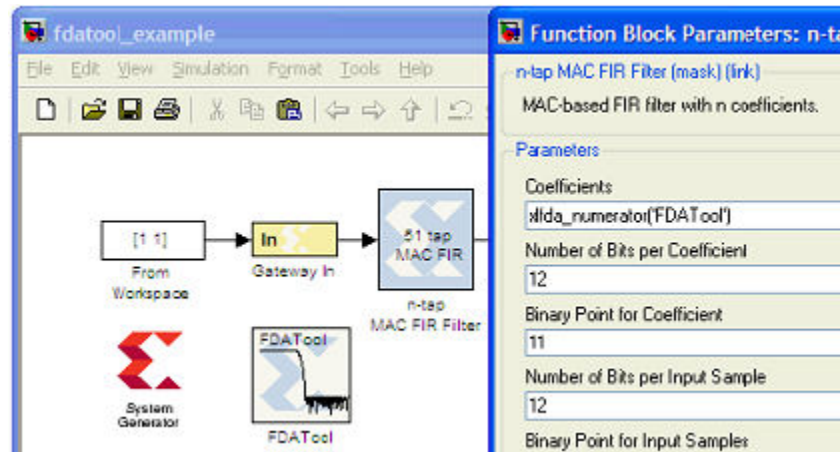 fdatool_example
File Edit View Simulation Format Tools Help
[1 1]
From
Workspace
In
Gateway In
51 tap
MAC FIR
n-tap
MAC FIR Filter
System
Generator
FDATool
FDATool
Function Block Parameters: n-ta
n-tap MAC FIR Filter (mask) (link)
MAC-based FIR filter with n coefficients.
Parameters
Coefficients
xlfda_numerator('FDATool')
Number of Bits per Coefficient
12
Binary Point for Coefficient
11
Number of Bits per Input Sample
12
Binary Point for Input Samples